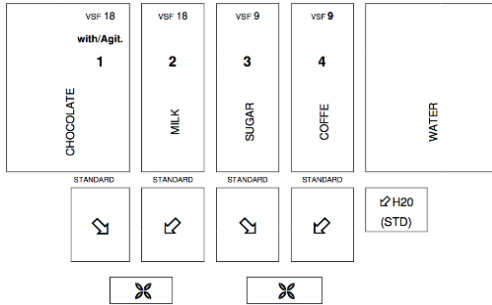 VSF 18
with/Agit.
1
CHOCOLATE
VSF 18
2
MILK
VSF 9
3
SUGAR
VSF 9
4
COFFE
WATER
STANDARD
STANDARD
STANDARD
STANDARD
H20
(STD)